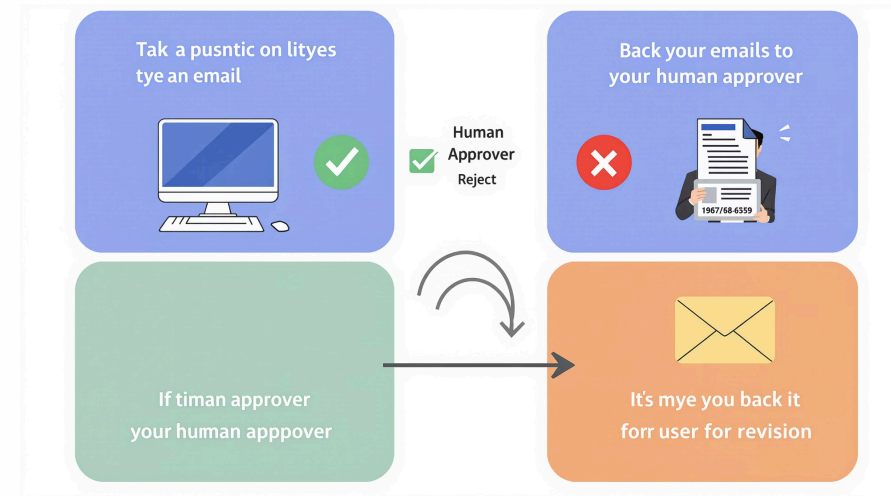 Tak a pusntic on lityes
tye an email
Human
Approver
Reject
Back your emails to
your human approver
1967/68-6559
If timan approver
your human apppover
It's mye you back it
forr user for revision